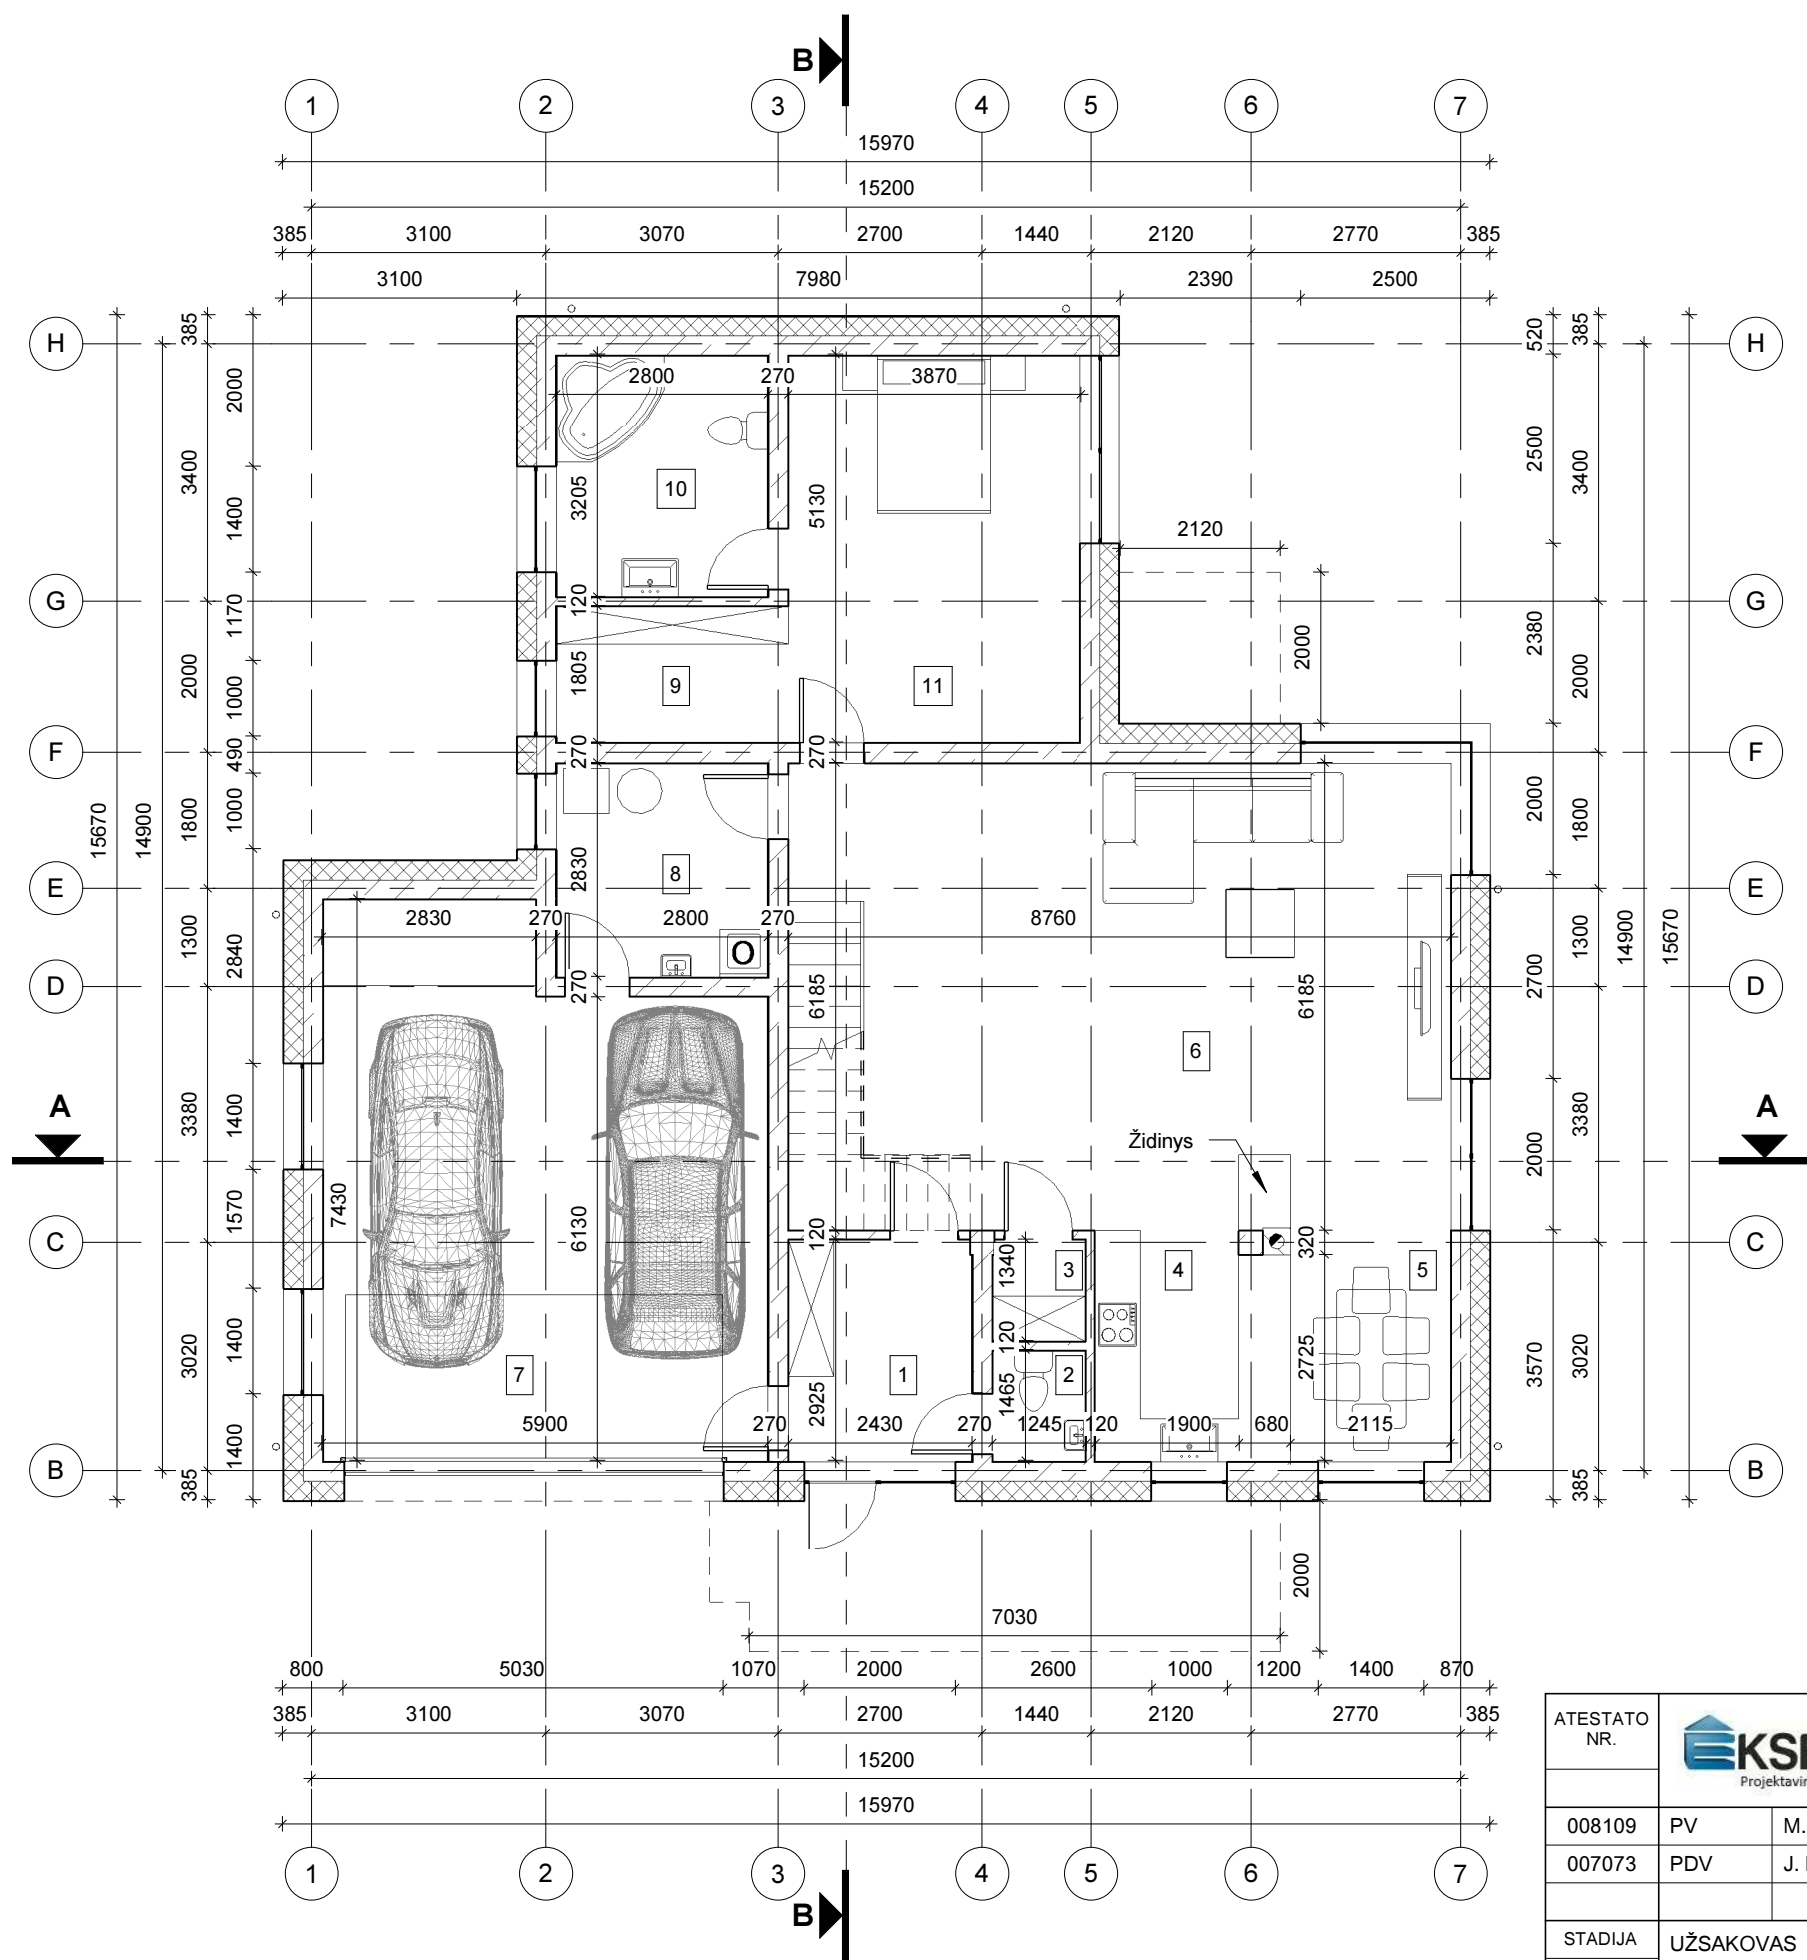 B
1 2 3 4 5 6 7
15970
15200
385 3100 3070 2700 1440 2120 2770 385
3100 7980 2390 2500
H 385 520 385 H
2000 2800 270 3870
3400 1400 3205 10 5130 2500 3400
2120
G 1170 120 G
2000 1000 1805 9 11 2000 2380 2000
F 490 270 270 F
15670 14900 1800 1000 2830 8 2000 1800
E E
1300 2840 2830 270 2800 270 8760 1300 14900 15670
D 270 6185 6185 2700 D
6
A 3380 1400 Židinys 2000 3380 A
1570 7430 6130
C 120 1340 3 4 320 5 C
3020 1400 7 1 120 2 2725 3570 3020
2925 1465
5900 270 2430 270 1245 120 1900 680 2115
B 1400 385 385 B
2000
7030
800 5030 1070 2000 2600 1000 1200 1400 870
385 3100 3070 2700 1440 2120 2770 385
15200
15970
1 2 3 4 5 6 7
B
ATESTATO
NR.
008109 PV M.
007073 PDV J.
STADIJA UŽSAKOVAS